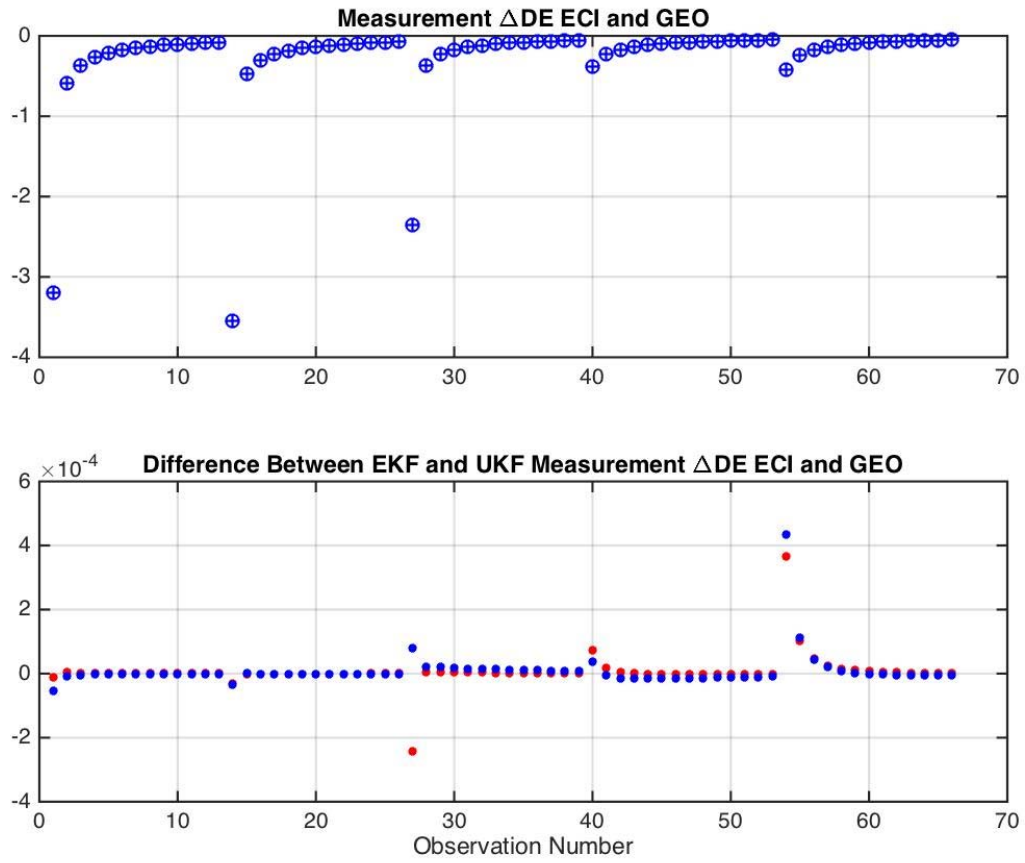 Measurement △DE ECI and GEO
0
-1
-2
-3
-4
0 10 20 30 40 50 60 70
×10-4
Difference Between EKF and UKF Measurement △DE ECI and GEO
6
4
2
0
-2
-4
0 10 20 30 40 50 60 70
Observation Number